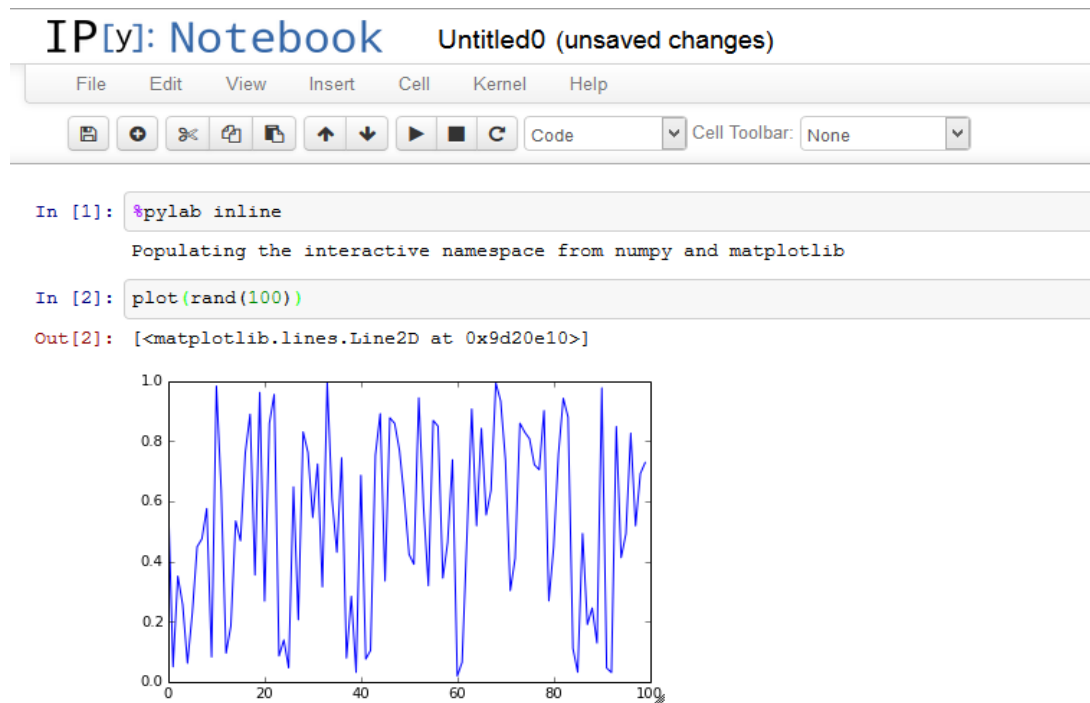 IP[y]: Notebook Untitled0 (unsaved changes)
File Edit View Insert Cell Kernel Help
Code Cell Toolbar: None
In [1]: %pylab inline
Populating the interactive namespace from numpy and matplotlib
In [2]: plot(rand(100))
Out[2]: [<matplotlib.lines.Line2D at 0x9d20e10>]
1.0
0.8
0.6
0.4
0.2
0.0
0 20 40 60 80 100